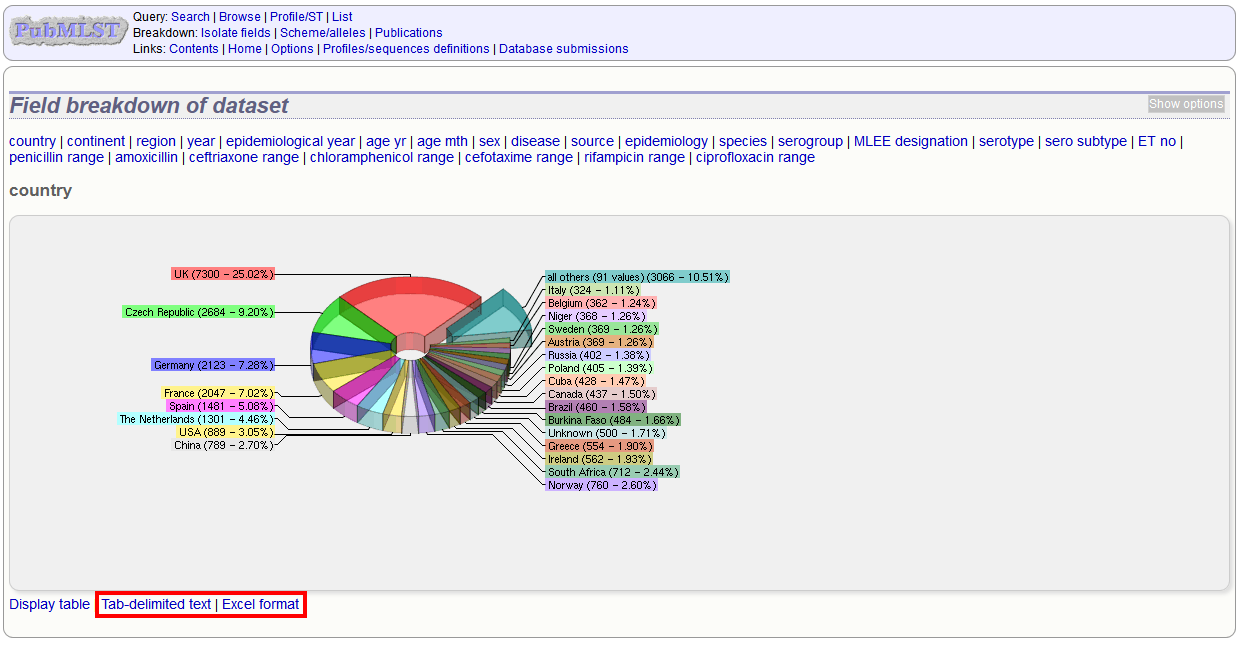 PubMLST
Query: Search | Browse | Profile/ST | List
Breakdown: Isolate fields | Scheme/alleles | Publications
Links: Contents | Home | Options | Profiles/sequences definitions | Database submissions
Field breakdown of dataset
Show options
country | continent | region | year | epidemiological year | age yr | age mth | sex | disease | source | epidemiology | species | serogroup | MLEE designation | serotype | sero subtype | ET no |
penicillin range | amoxicillin | ceftriaxone range | chloramphenicol range | cefotaxime range | rifampicin range | ciprofloxacin range
country
UK (7300 - 25.02%)
Czech Republic (2684 - 9.20%)
Germany (2123 - 7.28%)
France (2047 - 7.02%)
Spain (1481 - 5.08%)
The Netherlands (1301 - 4.46%)
USA (889 - 3.05%)
China (789 - 2.70%)
all others (91 values) (3066 - 10.51%)
Italy (324 - 1.11%)
Belgium (362 - 1.24%)
Niger (368 - 1.26%)
Sweden (369 - 1.26%)
Austria (369 - 1.26%)
Russia (402 - 1.38%)
Poland (405 - 1.39%)
Cuba (428 - 1.47%)
Canada (437 - 1.50%)
Brazil (460 - 1.58%)
Burkina Faso (484 - 1.66%)
Unknown (500 - 1.71%)
Greece (554 - 1.90%)
Ireland (562 - 1.93%)
South Africa (712 - 2.44%)
Norway (760 - 2.60%)
Display table Tab-delimited text | Excel format